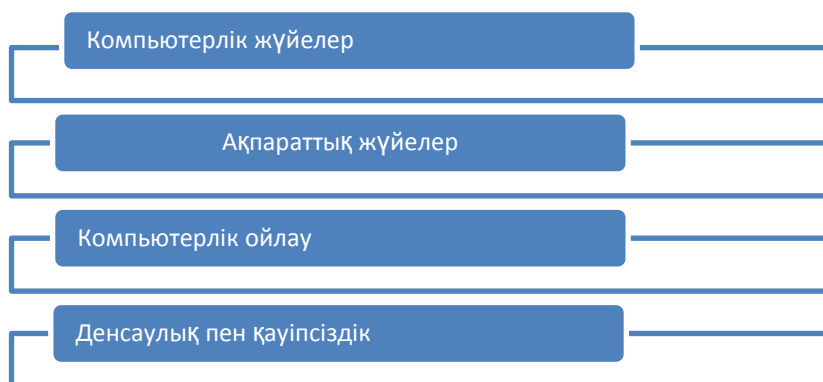 Компьютерлік жүйелер
Ақпараттық жүйелер
Компьютерлік ойлау
Денсаулық пен қауіпсіздік